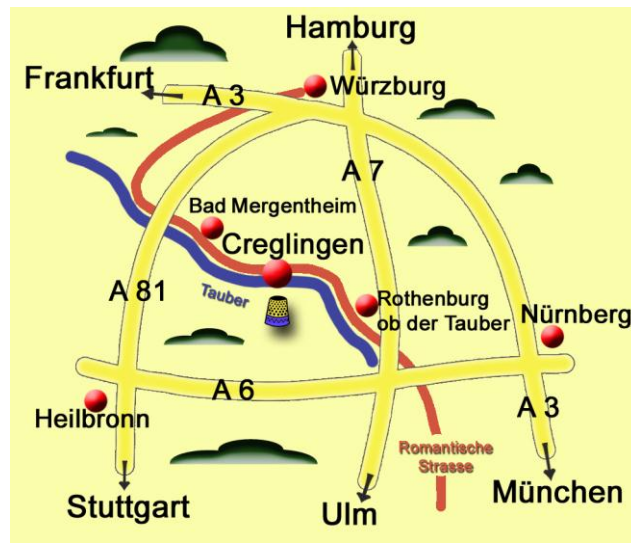 Hamburg
Frankfurt
A 3
Würzburg
A 7
Bad Mergentheim
Creglingen
A 81
Tauber
Rothenburg
ob der Tauber
Nürnberg
A 6
A 3
Heilbronn
Romantische
Strasse
Stuttgart
Ulm
München